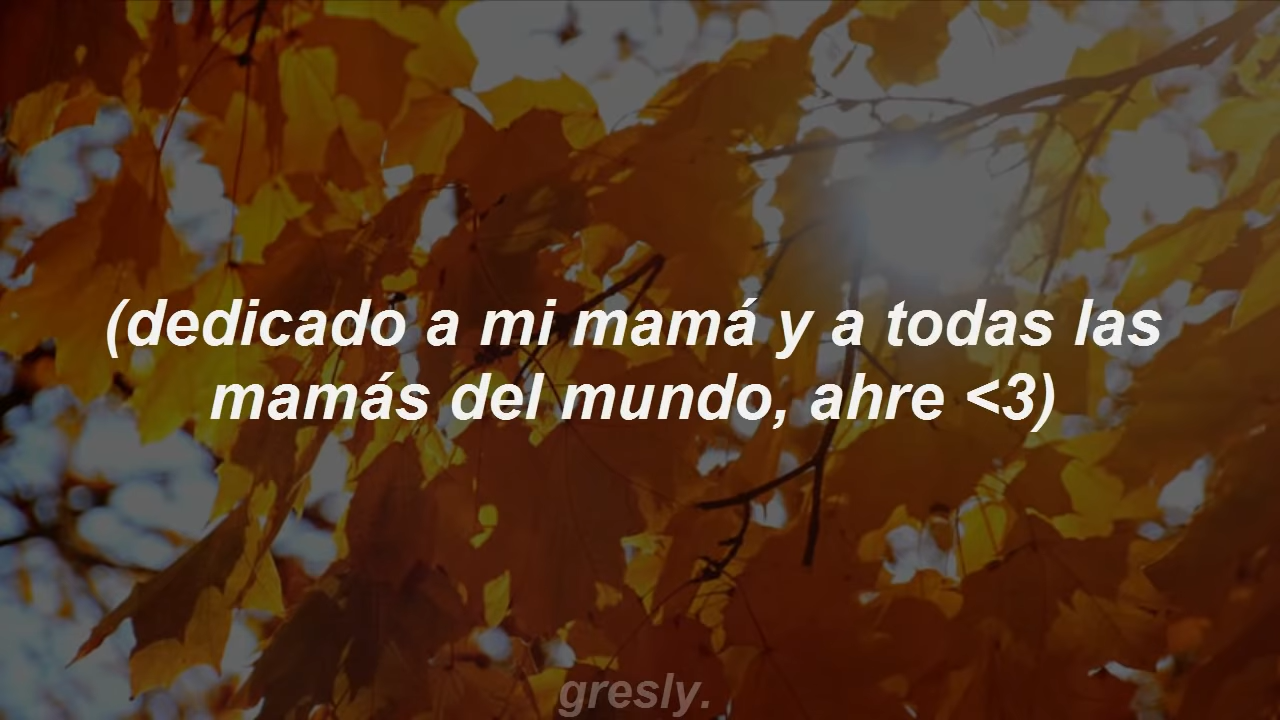 (dedicado a mi mamá y a todas las
mamás del mundo, ahre <3)
gresly.